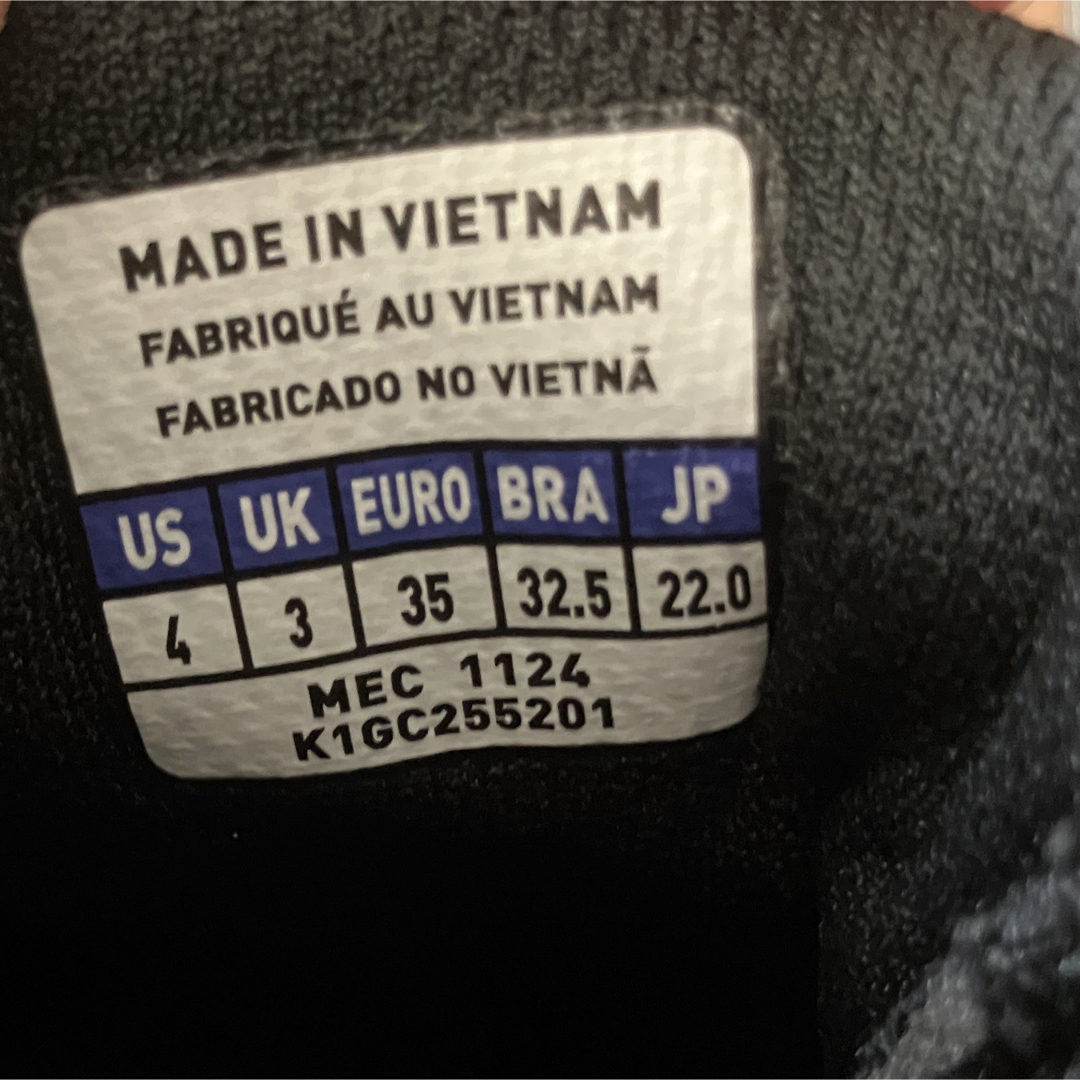 MADE IN VIETNAM
FABRIQUÉ AU VIETNAM
FABRICADO NO VIETNÃ
US UK EURO BRA JP
4 3 35 32.5 22.0
MEC 1124
K1GC255201